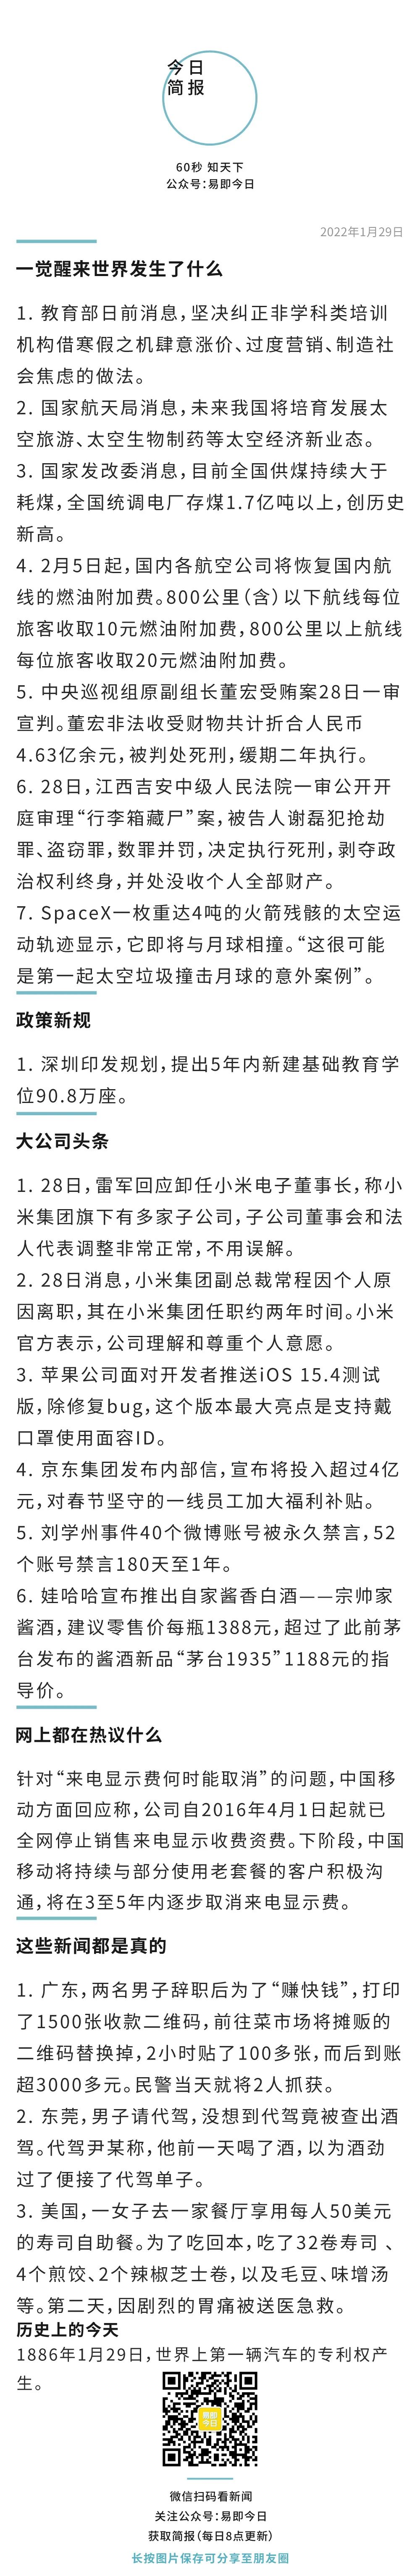 今日
简报
60秒 知天下
公众号：易即今日
2022年1月29日
一觉醒来世界发生了什么
1. 教育部日前消息，坚决纠正非学科类培训
机构借寒假之机肆意涨价、过度营销、制造社
会焦虑的做法。
2. 国家航天局消息，未来我国将培育发展太
空旅游、太空生物制药等太空经济新业态。
3. 国家发改委消息，目前全国供煤持续大于
耗煤，全国统调电厂存煤1.7亿吨以上，创历史
新高。
4. 2月5日起，国内各航空公司将恢复国内航
线的燃油附加费。800公里（含）以下航线每位
旅客收取10元燃油附加费，800公里以上航线
每位旅客收取20元燃油附加费。
5. 中央巡视组原副组长董宏受贿案28日一审
宣判。董宏非法收受财物共计折合人民币
4.63亿余元，被判处死刑，缓期二年执行。
6. 28日，江西吉安中级人民法院一审公开开
庭审理“行李箱藏尸”案，被告人谢磊犯抢劫
罪、盗窃罪，数罪并罚，决定执行死刑，剥夺政
治权利终身，并处没收个人全部财产。
7. SpaceX一枚重达4吨的火箭残骸的太空运
动轨迹显示，它即将与月球相撞。“这很可能
是第一起太空垃圾撞击月球的意外案例”。
政策新规
1. 深圳印发规划，提出5年内新建基础教育学
位90.8万座。
大公司头条
1. 28日，雷军回应卸任小米电子董事长，称小
米集团旗下有多家子公司，子公司董事会和法
人代表调整非常正常，不用误解。
2. 28日消息，小米集团副总裁常程因个人原
因离职，其在小米集团任职约两年时间。小米
官方表示，公司理解和尊重个人意愿。
3. 苹果公司面对开发者推送iOS 15.4测试
版，除修复bug，这个版本最大亮点是支持戴
口罩使用面容ID。
4. 京东集团发布内部信，宣布将投入超过4亿
元，对春节坚守的一线员工加大福利补贴。
5. 刘学州事件40个微博账号被永久禁言，52
个账号禁言180天至1年。
6. 娃哈哈宣布推出自家酱香白酒——宗帅家
酱酒，建议零售价每瓶1388元，超过了此前茅
台发布的酱酒新品“茅台1935”1188元的指
导价。
网上都在热议什么
针对“来电显示费何时能取消”的问题，中国移
动方面回应称，公司自2016年4月1日起就已
全网停止销售来电显示收费资费。下阶段，中国
移动将持续与部分使用老套餐的客户积极沟
通，将在3至5年内逐步取消来电显示费。
这些新闻都是真的
1. 广东，两名男子辞职后为了“赚快钱”，打印
了1500张收款二维码，前往菜市场将摊贩的
二维码替换掉，2小时贴了100多张，而后到账
超3000多元。民警当天就将2人抓获。
2. 东莞，男子请代驾，没想到代驾竟被查出酒
驾。代驾尹某称，他前一天喝了酒，以为酒劲
过了便接了代驾单子。
3. 美国，一女子去一家餐厅享用每人50美元
的寿司自助餐。为了吃回本，吃了32卷寿司 、
4个煎饺、2个辣椒芝士卷，以及毛豆、味增汤
等。第二天，因剧烈的胃痛被送医急救。
历史上的今天
1886年1月29日，世界上第一辆汽车的专利权产
生。
易即
今日
微信扫码看新闻
关注公众号：易即今日
获取简报（每日8点更新）
长按图片保存可分享至朋友圈